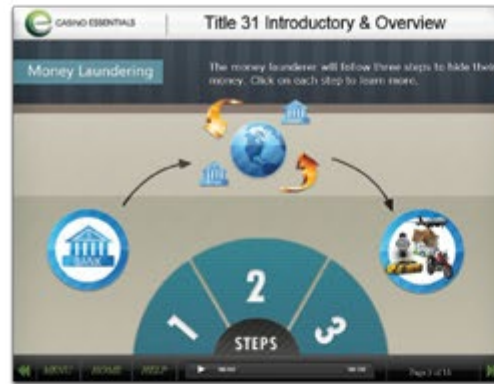 e CASINO ESSENTIALS
Title 31 Introductory & Overview
Money Laundering
The money launderer will follow three steps to hide their
money. Click on each step to learn more.
BANK
1
2
3
STEPS
MENU HOME HELP